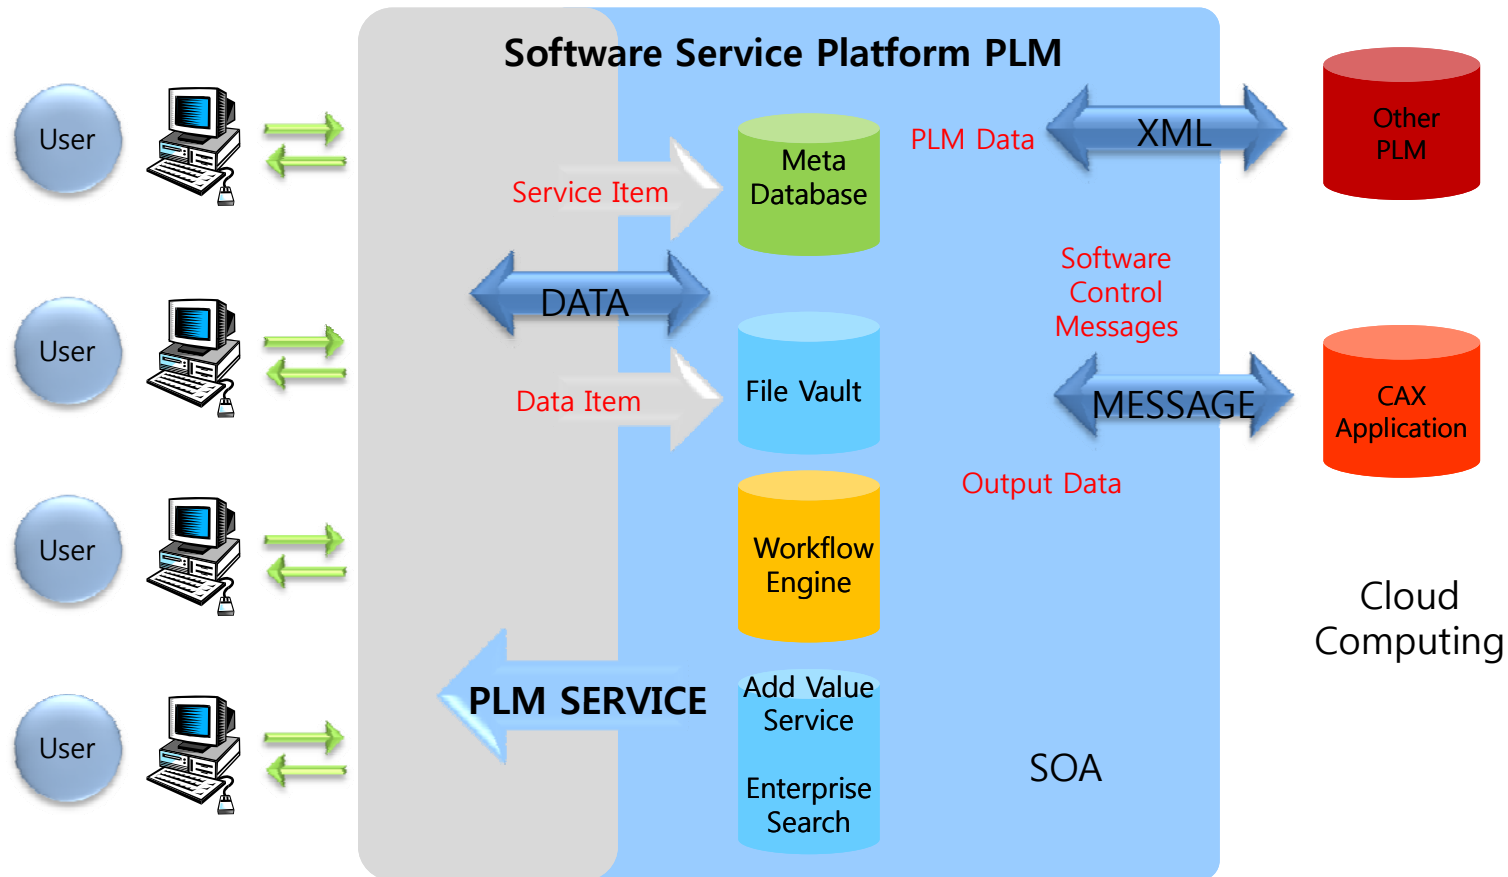 Software Service Platform PLM
User
User
User
User
Service Item
DATA
Data Item
PLM SERVICE
Meta
Database
File Vault
Workflow
Engine
Add Value
Service
Enterprise
Search
PLM Data
XML
Software
Control
Messages
MESSAGE
Output Data
SOA
Other
PLM
CAX
Application
Cloud
Computing